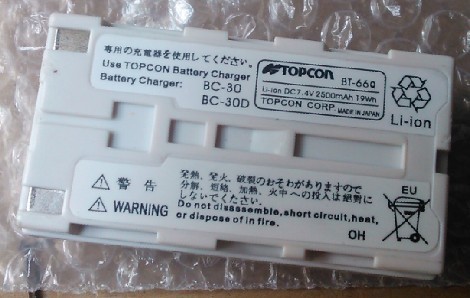 専用の充電器を使用してください。
Use TOPCON Battery Charger
Battery Charger: BC-30
BC-30D
TOPCON BT-66Q
Li-ion DC7.4V 2500mAh 19Wh
TOPCON CORP. MADE IN JAPAN
Li-ion
警告
発熱、発火、破裂のおそれがありますので
分解、短絡、加熱、火中への投入は絶対に
しないでください。
WARNING
Do not disassemble, short circuit, heat,
or dispose of in fire.
EU
OH